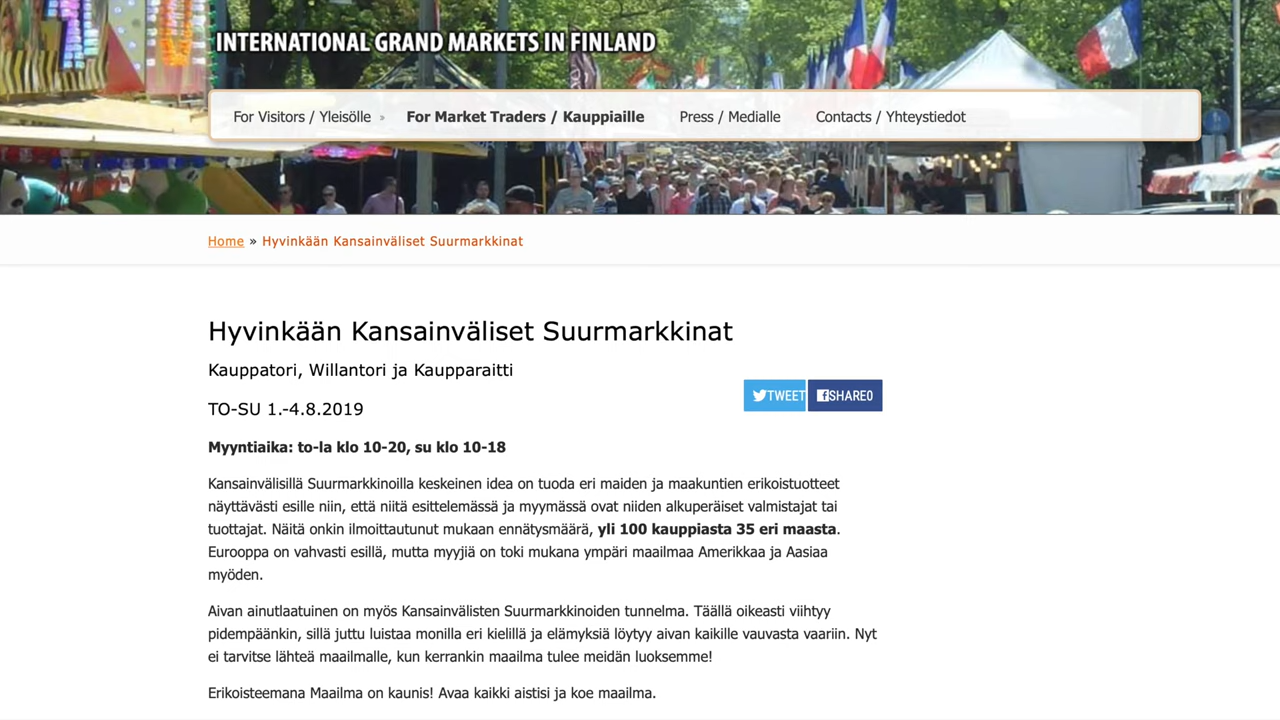 INTERNATIONAL GRAND MARKETS IN FINLAND
For Visitors / Yleisölle » For Market Traders / Kauppiaille Press / Medialle Contacts / Yhteystiedot
Home » Hyvinkään Kansainväliset Suurmarkkinat
Hyvinkään Kansainväliset Suurmarkkinat
Kauppatori, Willantori ja Kaupparaitti
TWEET SHARE0
TO-SU 1.-4.8.2019
Myyntiaika: to-la klo 10-20, su klo 10-18
Kansainvälisillä Suurmarkkinoilla keskeinen idea on tuoda eri maiden ja maakuntien erikoistuotteet
näyttävästi esille niin, että niitä esittelemässä ja myymässä ovat niiden alkuperäiset valmistajat tai
tuottajat. Näitä onkin ilmoittautunut mukaan ennätysmäärä, yli 100 kauppiasta 35 eri maasta.
Eurooppa on vahvasti esillä, mutta myyjiä on toki mukana ympäri maailmaa Amerikkaa ja Aasiaa
myöden.
Aivan ainutlaatuinen on myös Kansainvälisten Suurmarkkinoiden tunnelma. Täällä oikeasti viihtyy
pidempäänkin, sillä juttu luistaa monilla eri kielillä ja elämyksiä löytyy aivan kaikille vauvasta vaariin. Nyt
ei tarvitse lähteä maailmalle, kun kerrankin maailma tulee meidän luoksemme!
Erikoisteemana Maailma on kaunis! Avaa kaikki aistisi ja koe maailma.